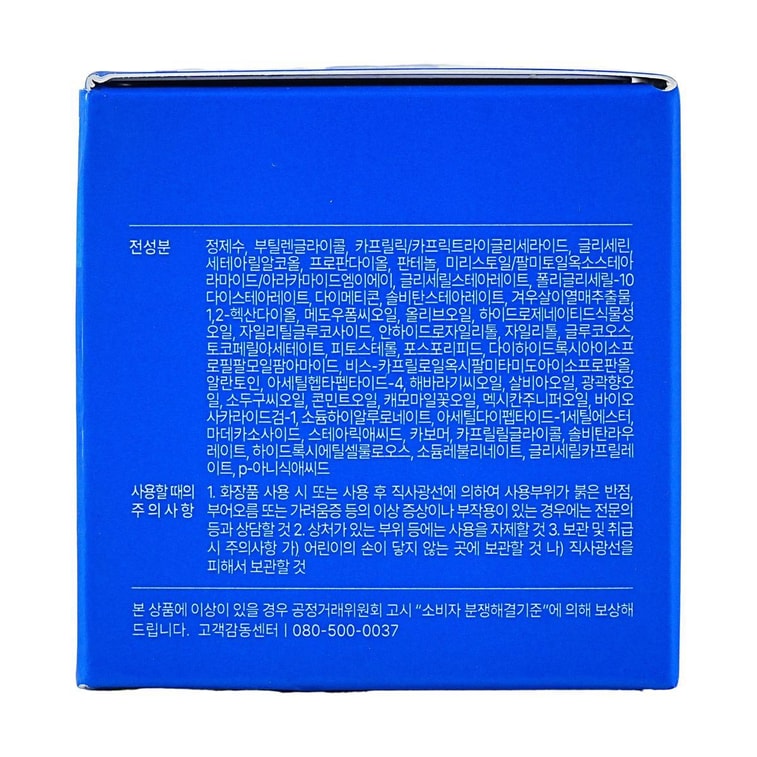 전성분 정제수, 부틸렌글라이콜, 카프릴릭/카프릭트라이글리세라이드, 글리세린,
세테아릴알코올, 프로판다이올, 판테놀, 미리스토일/팔미토일옥소스테아
라마이드/아라카마이드엠이에이, 글리세릴스테아레이트, 폴리글리세릴-10
다이스테아레이트, 다이메티콘, 솔비탄스테아레이트, 겨우살이열매추출물,
1,2-헥산다이올, 메도우폼씨오일, 올리브오일, 하이드로제네이티드식물성
오일, 자일리틸글루코사이드, 안하이드로자일리톨, 자일리톨, 글루코오스,
토코페릴아세테이트, 피토스테롤, 포스포리피드, 다이하이드록시아이소프
로필팔모일팜아마이드, 비스-카프릴로일옥시팔미타미도아이소프로판올,
알란토인, 아세틸헵타펩타이드-4, 해바라기씨오일, 살비아오일, 광곽향오
일, 소두구씨오일, 콘민트오일, 캐모마일꽃오일, 멕시칸주니퍼오일, 바이오
사카라이드검-1, 소듐하이알루로네이트, 아세틸다이펩타이드-1세틸에스터,
마데카소사이드, 스테아릭애씨드, 카보머, 카프릴릴글라이콜, 솔비탄라우
레이트, 하이드록시에틸셀룰로오스, 소듐레불리네이트, 글리세릴카프릴레
이트, p-아니식애씨드
사용할 때의 1. 화장품 사용 시 또는 사용 후 직사광선에 의하여 사용부위가 붉은 반점,
주의사항 부어오름 또는 가려움증 등의 이상 증상이나 부작용이 있는 경우에는 전문의
등과 상담할 것 2. 상처가 있는 부위 등에는 사용을 자제할 것 3. 보관 및 취급
시 주의사항 가) 어린이의 손이 닿지 않는 곳에 보관할 것 나) 직사광선을
피해서 보관할 것
본 상품에 이상이 있을 경우 공정거래위원회 고시 "소비자 분쟁해결기준"에 의해 보상해
드립니다. 고객감동센터 | 080-500-0037